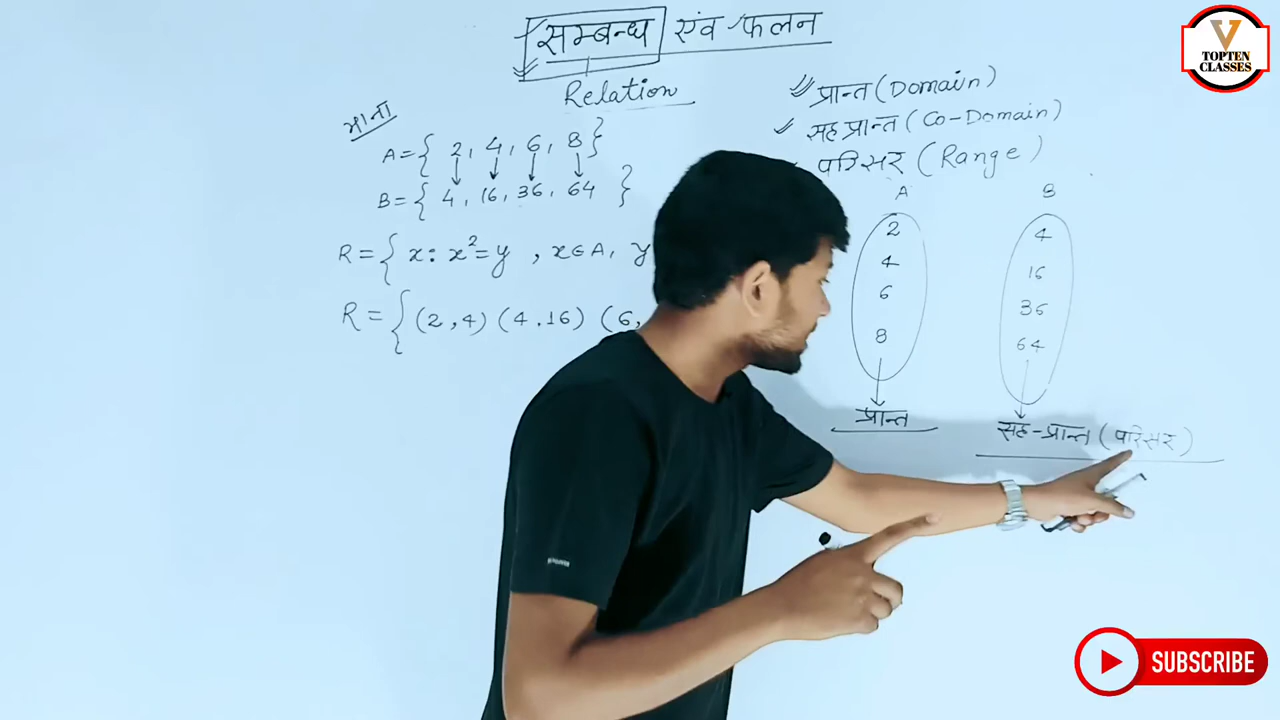 सम्बन्ध एंव फलन
Relation
माना
A={ 2, 4, 6, 8 }
B={ 4, 16, 36, 64 }
R={ x: x²=y , x∈A, y
R={ (2,4) (4.16) (6,
प्रान्त (Domain)
सह प्रान्त (Co-Domain)
परिसर (Range)
A
2
4
6
8
प्रान्त
B
4
16
36
64
सह-प्रान्त (परिसर)
V
TOPTEN
CLASSES
SUBSCRIBE